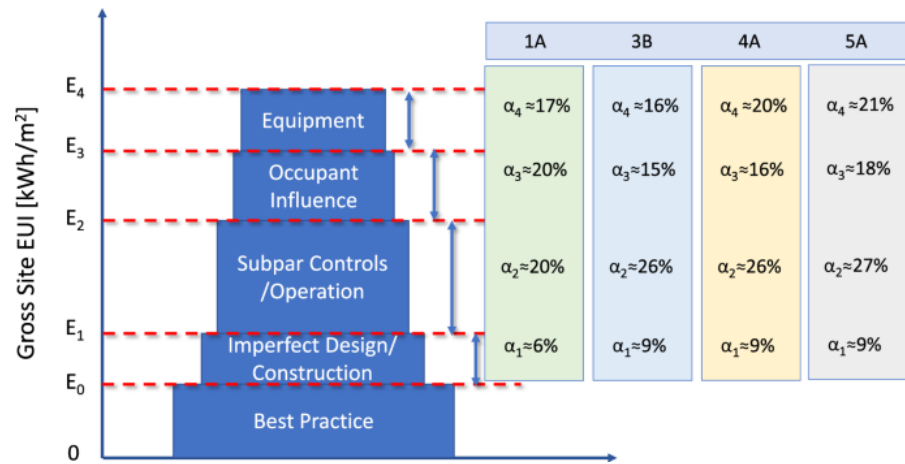 Gross Site EUI [kWh/m²]
E₄
E₃
E₂
E₁
E₀
0
Equipment
Occupant
Influence
Subpar Controls
/Operation
Imperfect Design/
Construction
Best Practice
1A 3B 4A 5A
α₄≈17% α₄≈16% α₄≈20% α₄≈21%
α₃≈20% α₃≈15% α₃≈16% α₃≈18%
α₂≈20% α₂≈26% α₂≈26% α₂≈27%
α₁≈6% α₁≈9% α₁≈9% α₁≈9%